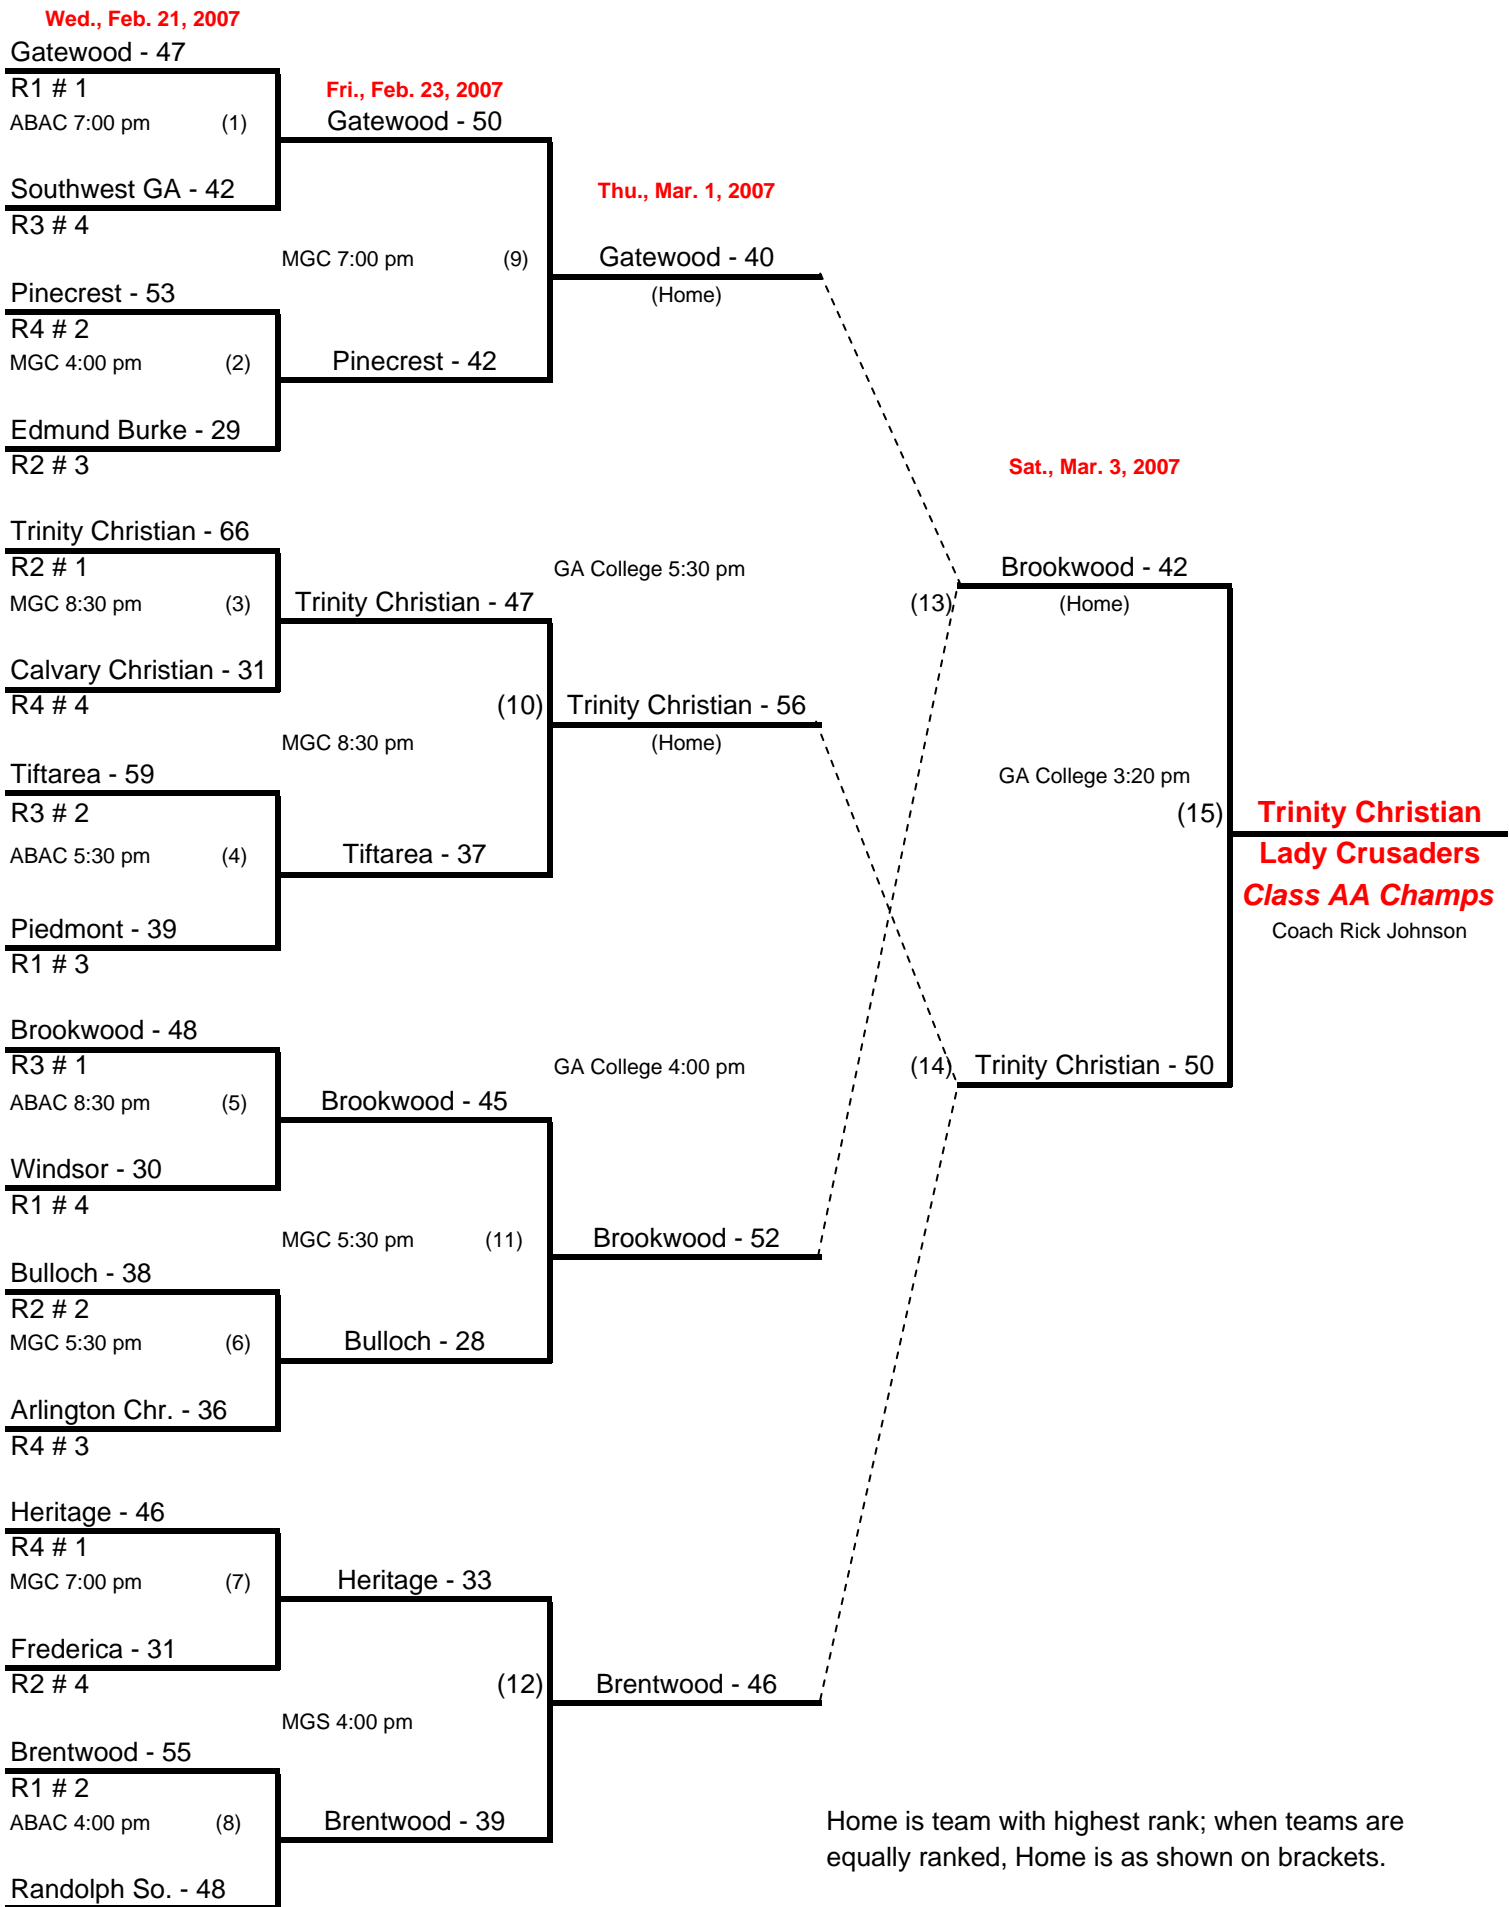 Wed., Feb. 21, 2007
Gatewood - 47
R1 # 1
ABAC 7:00 pm (1)
Southwest GA - 42
R3 # 4
Pinecrest - 53
R4 # 2
MGC 4:00 pm (2)
Edmund Burke - 29
R2 # 3
Trinity Christian - 66
R2 # 1
MGC 8:30 pm (3)
Calvary Christian - 31
R4 # 4
Tiftarea - 59
R3 # 2
ABAC 5:30 pm (4)
Piedmont - 39
R1 # 3
Brookwood - 48
R3 # 1
ABAC 8:30 pm (5)
Windsor - 30
R1 # 4
Bulloch - 38
R2 # 2
MGC 5:30 pm (6)
Arlington Chr. - 36
R4 # 3
Heritage - 46
R4 # 1
MGC 7:00 pm (7)
Frederica - 31
R2 # 4
Brentwood - 55
R1 # 2
ABAC 4:00 pm (8)
Randolph So. - 48
Fri., Feb. 23, 2007
Gatewood - 50
MGC 7:00 pm (9)
Pinecrest - 42
Trinity Christian - 47
(10)
MGC 8:30 pm
Tiftarea - 37
Brookwood - 45
MGC 5:30 pm (11)
Bulloch - 28
Heritage - 33
(12)
MGS 4:00 pm
Brentwood - 39
Thu., Mar. 1, 2007
Gatewood - 40
(Home)
GA College 5:30 pm
(13)
Trinity Christian - 56
(Home)
GA College 4:00 pm
(14)
Brookwood - 52
Brentwood - 46
Sat., Mar. 3, 2007
Brookwood - 42
(Home)
GA College 3:20 pm
(15)
Trinity Christian - 50
Trinity Christian
Lady Crusaders
Class AA Champs
Coach Rick Johnson
Home is team with highest rank; when teams are
equally ranked, Home is as shown on brackets.